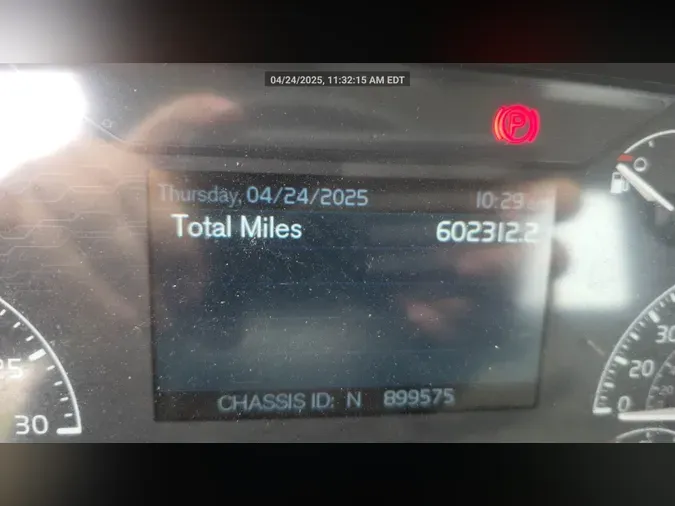 04/24/2025, 11:32:15 AM EDT
P
Thursday, 04/24/2025 10:29
Total Miles 602312.2
CHASSIS ID: N 899575
25
30
30
20
0
20